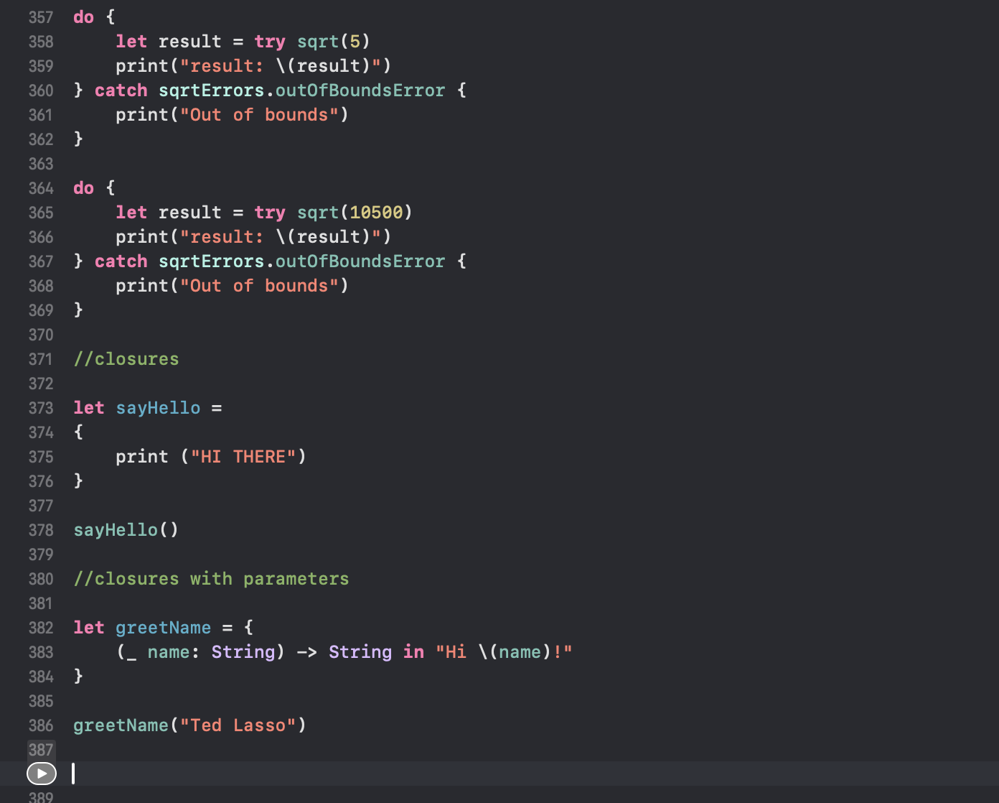 357 do {
358     let result = try sqrt(5)
359     print("result: \(result)")
360 } catch sqrtErrors.outOfBoundsError {
361     print("Out of bounds")
362 }
363
364 do {
365     let result = try sqrt(10500)
366     print("result: \(result)")
367 } catch sqrtErrors.outOfBoundsError {
368     print("Out of bounds")
369 }
370
371 //closures
372
373 let sayHello =
374 {
375     print ("HI THERE")
376 }
377
378 sayHello()
379
380 //closures with parameters
381
382 let greetName = {
383     (_ name: String) -> String in "Hi \(name)!"
384 }
385
386 greetName("Ted Lasso")
387
389